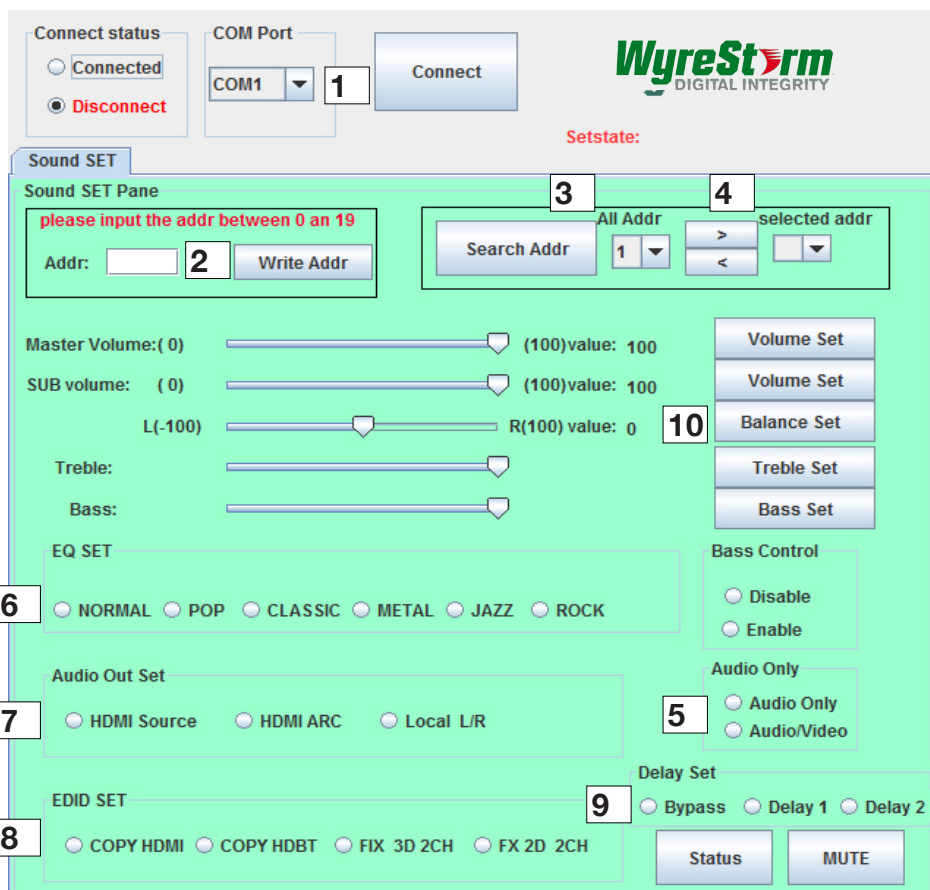 Connect status
COM Port
Connected
Disconnect
COM1
1
Connect
WyreStorm
DIGITAL INTEGRITY
Setstate:
Sound SET
Sound SET Pane
please input the addr between 0 an 19
Addr:
2
Write Addr
3
4
Search Addr
All Addr
1
>
<
selected addr
Master Volume:( 0)
(100)value: 100
Volume Set
SUB volume: ( 0)
(100)value: 100
Volume Set
L(-100)
R(100) value: 0
10
Balance Set
Treble:
Treble Set
Bass:
Bass Set
EQ SET
6
NORMAL
POP
CLASSIC
METAL
JAZZ
ROCK
Bass Control
Disable
Enable
Audio Out Set
7
HDMI Source
HDMI ARC
Local L/R
Audio Only
5
Audio Only
Audio/Video
Delay Set
9
Bypass
Delay 1
Delay 2
EDID SET
8
COPY HDMI
COPY HDBT
FIX 3D 2CH
FX 2D 2CH
Status
MUTE